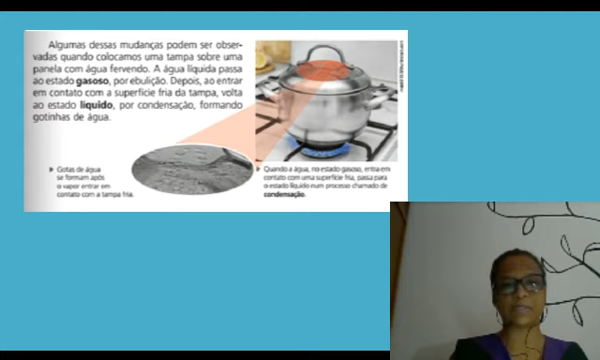 Algumas dessas mudanças podem ser obser-
vadas quando colocamos uma tampa sobre uma
panela com água fervendo. A água líquida passa
ao estado gasoso, por ebulição. Depois, ao entrar
em contato com a superfície fria da tampa, volta
ao estado líquido, por condensação, formando
gotinhas de água.
Gotas de água
se formam após
o vapor entrar em
contato com a tampa fria.
Quando a água, no estado gasoso, entra em
contato com uma superfície fria, passa para
o estado líquido num processo chamado de
condensação.